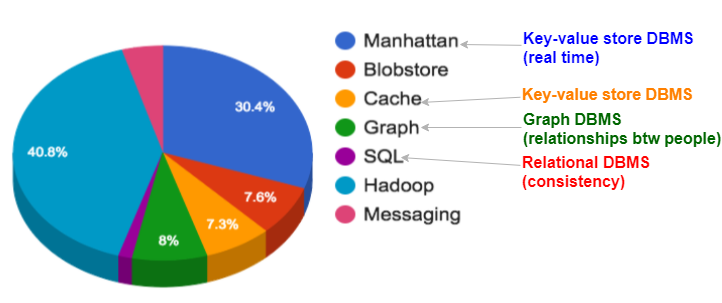 Manhattan
Key-value store DBMS
(real time)
Blobstore
Cache
Key-value store DBMS
Graph
Graph DBMS
(relationships btw people)
SQL
Relational DBMS
(consistency)
Hadoop
Messaging
30.4%
40.8%
7.6%
7.3%
8%